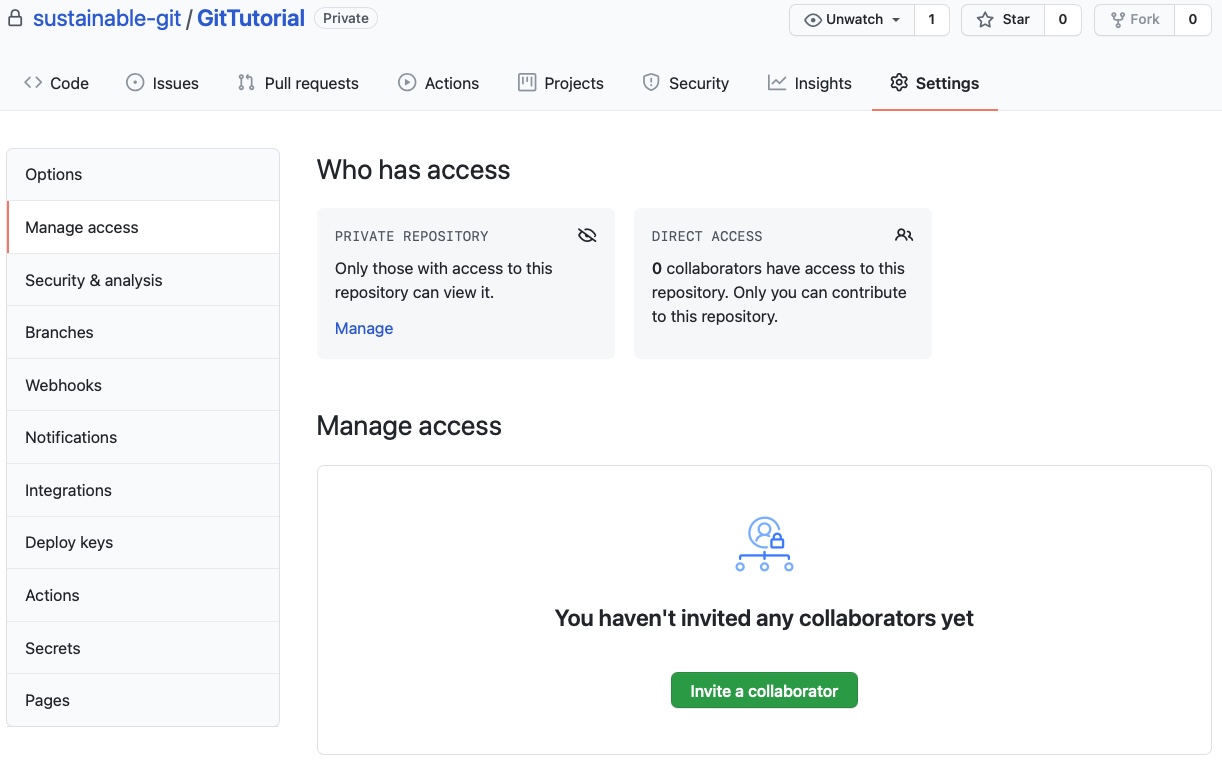 sustainable-git / GitTutorial Private
Unwatch 1 Star 0 Fork 0
Code Issues Pull requests Actions Projects Security Insights Settings
Options
Manage access
Security & analysis
Branches
Webhooks
Notifications
Integrations
Deploy keys
Actions
Secrets
Pages
Who has access
PRIVATE REPOSITORY
Only those with access to this
repository can view it.
Manage
DIRECT ACCESS
0 collaborators have access to this
repository. Only you can contribute
to this repository.
Manage access
You haven't invited any collaborators yet
Invite a collaborator